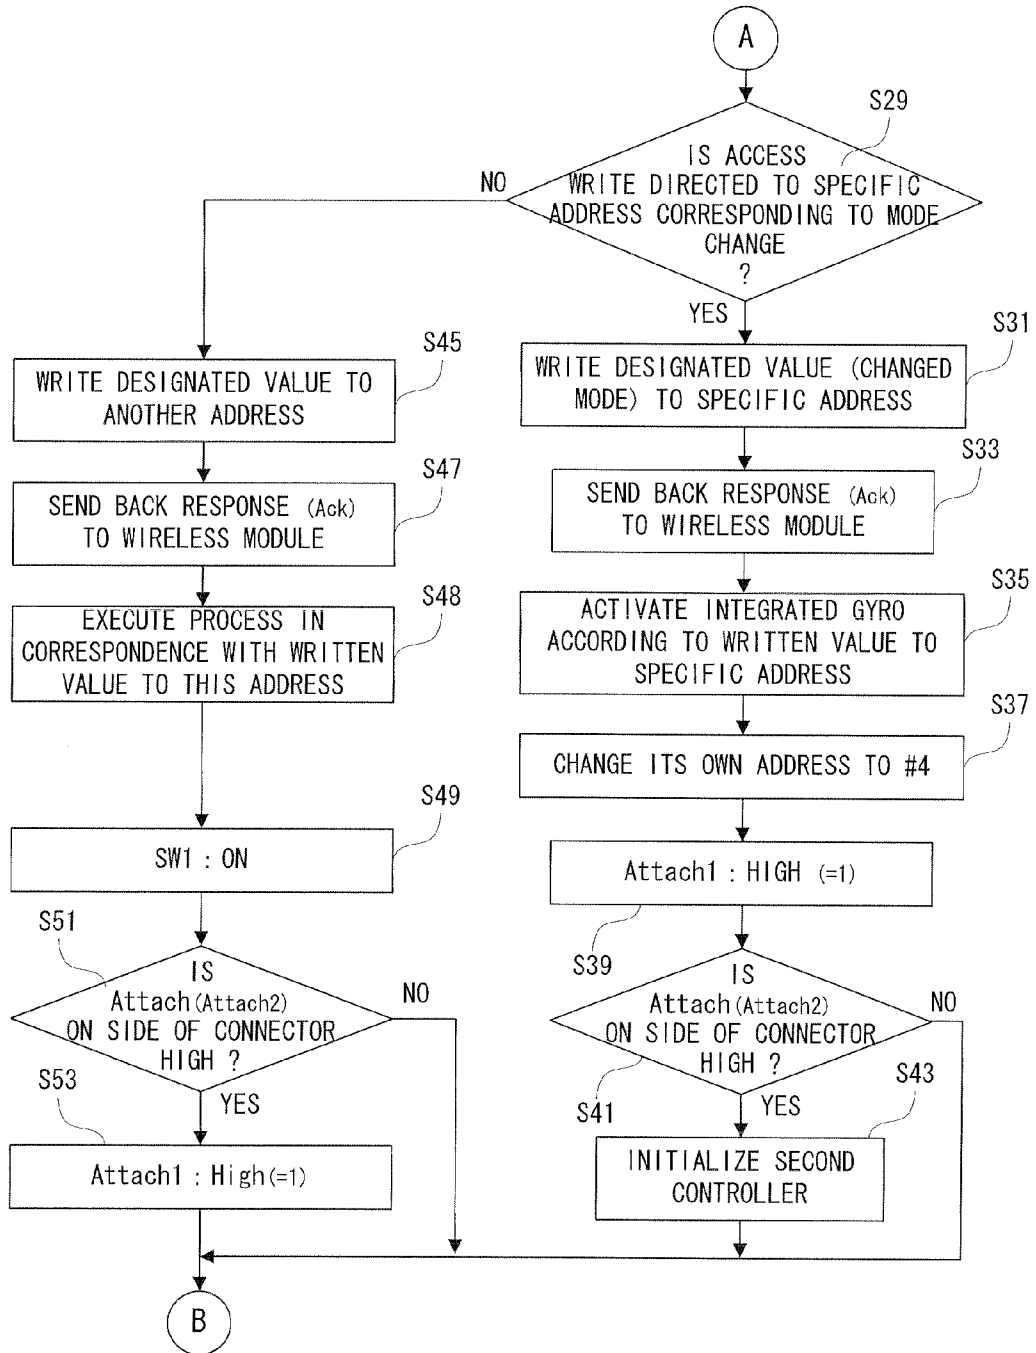 A
S29
IS ACCESS
WRITE DIRECTED TO SPECIFIC
ADDRESS CORRESPONDING TO MODE
CHANGE
?
NO
YES
S31
WRITE DESIGNATED VALUE (CHANGED
MODE) TO SPECIFIC ADDRESS
S33
SEND BACK RESPONSE (Ack)
TO WIRELESS MODULE
S35
ACTIVATE INTEGRATED GYRO
ACCORDING TO WRITTEN VALUE TO
SPECIFIC ADDRESS
S37
CHANGE ITS OWN ADDRESS TO #4
Attach1 : HIGH (=1)
S39
IS
Attach(Attach2)
ON SIDE OF CONNECTOR
HIGH ?
NO
S41
YES
S43
INITIALIZE SECOND
CONTROLLER
S45
WRITE DESIGNATED VALUE TO
ANOTHER ADDRESS
S47
SEND BACK RESPONSE (Ack)
TO WIRELESS MODULE
S48
EXECUTE PROCESS IN
CORRESPONDENCE WITH WRITTEN
VALUE TO THIS ADDRESS
S49
SW1 : ON
S51
IS
Attach(Attach2)
ON SIDE OF CONNECTOR
HIGH ?
NO
S53
YES
Attach1 : High(=1)
B